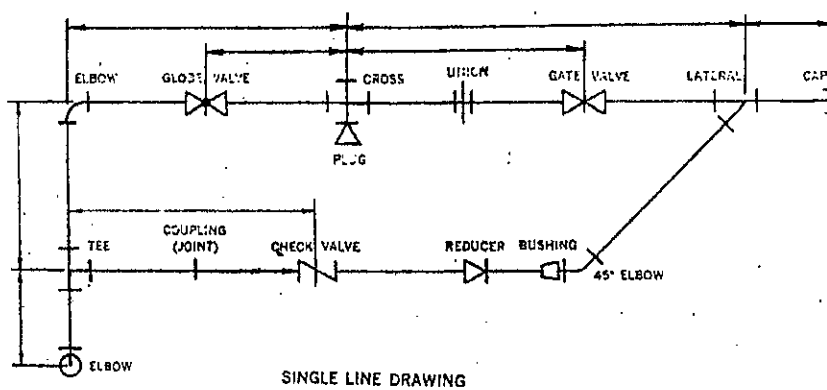 ELBOW GLOBE VALVE CROSS UNION GATE VALVE LATERAL CAP
PLUG
TEE COUPLING (JOINT) CHECK VALVE REDUCER BUSHING
45° ELBOW
ELBOW
SINGLE LINE DRAWING